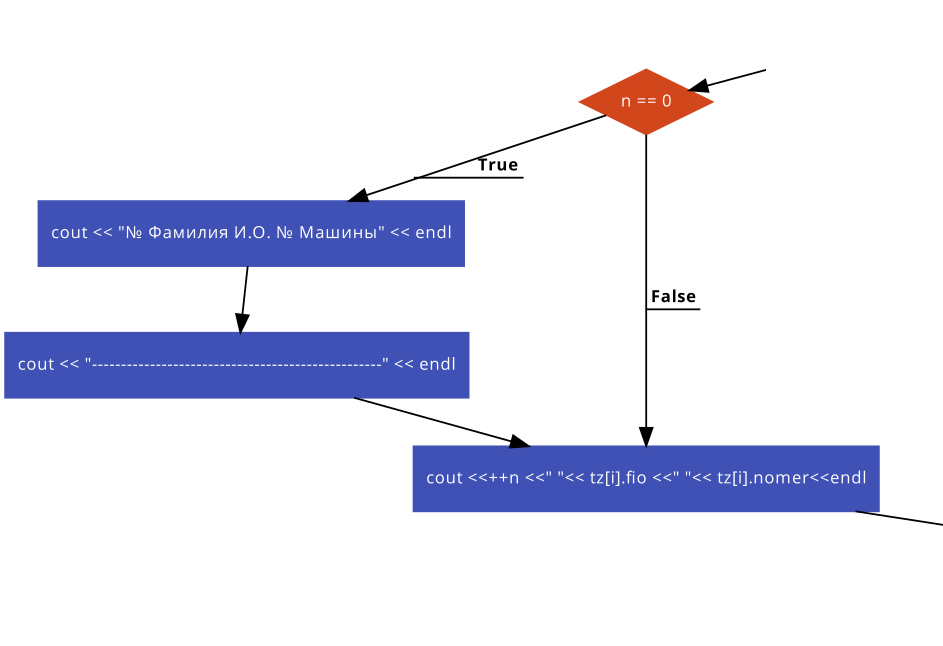 n == 0
True
cout << "№ Фамилия И.О. № Машины" << endl
False
cout << "--------------------------------------------------" << endl
cout <<++n <<" "<< tz[i].fio <<" "<< tz[i].nomer<<endl